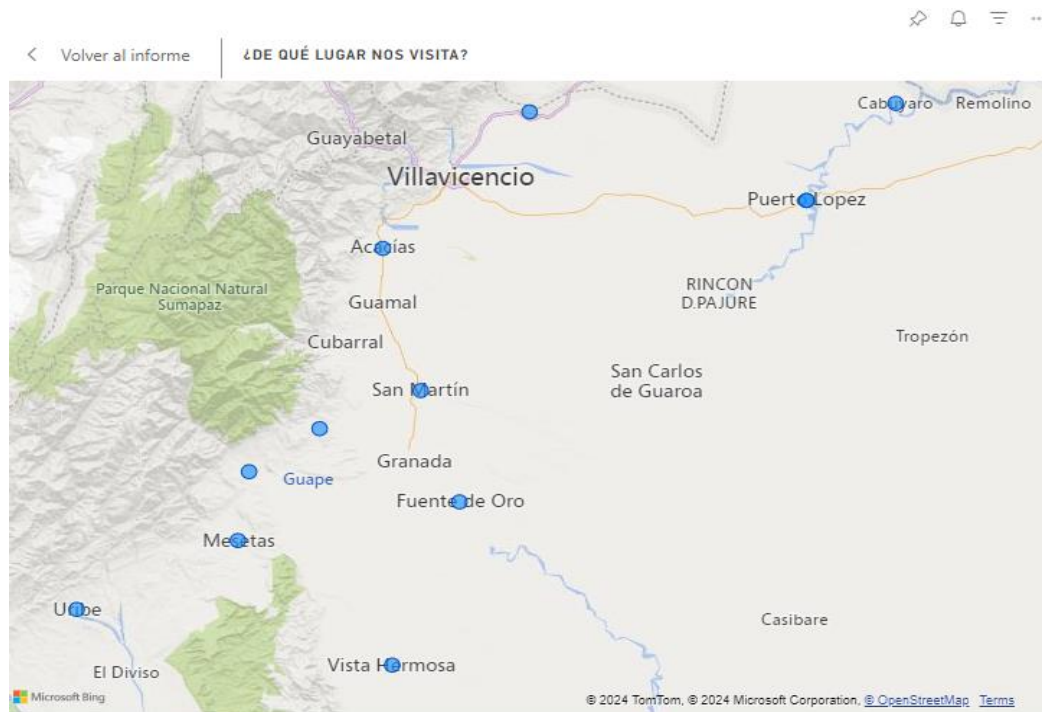 Volver al informe
¿DE QUÉ LUGAR NOS VISITA?
Cabuyaro
Remolino
Guayabetal
Villavicencio
Puerto Lopez
Acacías
Parque Nacional Natural
Sumapaz
Guamal
RINCON
D.PAJURE
Cubarral
Tropezón
San Martín
San Carlos
de Guaroa
Granada
Guape
Fuente de Oro
Mesetas
Uribe
Casibare
El Diviso
Vista Hermosa
Microsoft Bing
© 2024 TomTom, © 2024 Microsoft Corporation, © OpenStreetMap Terms